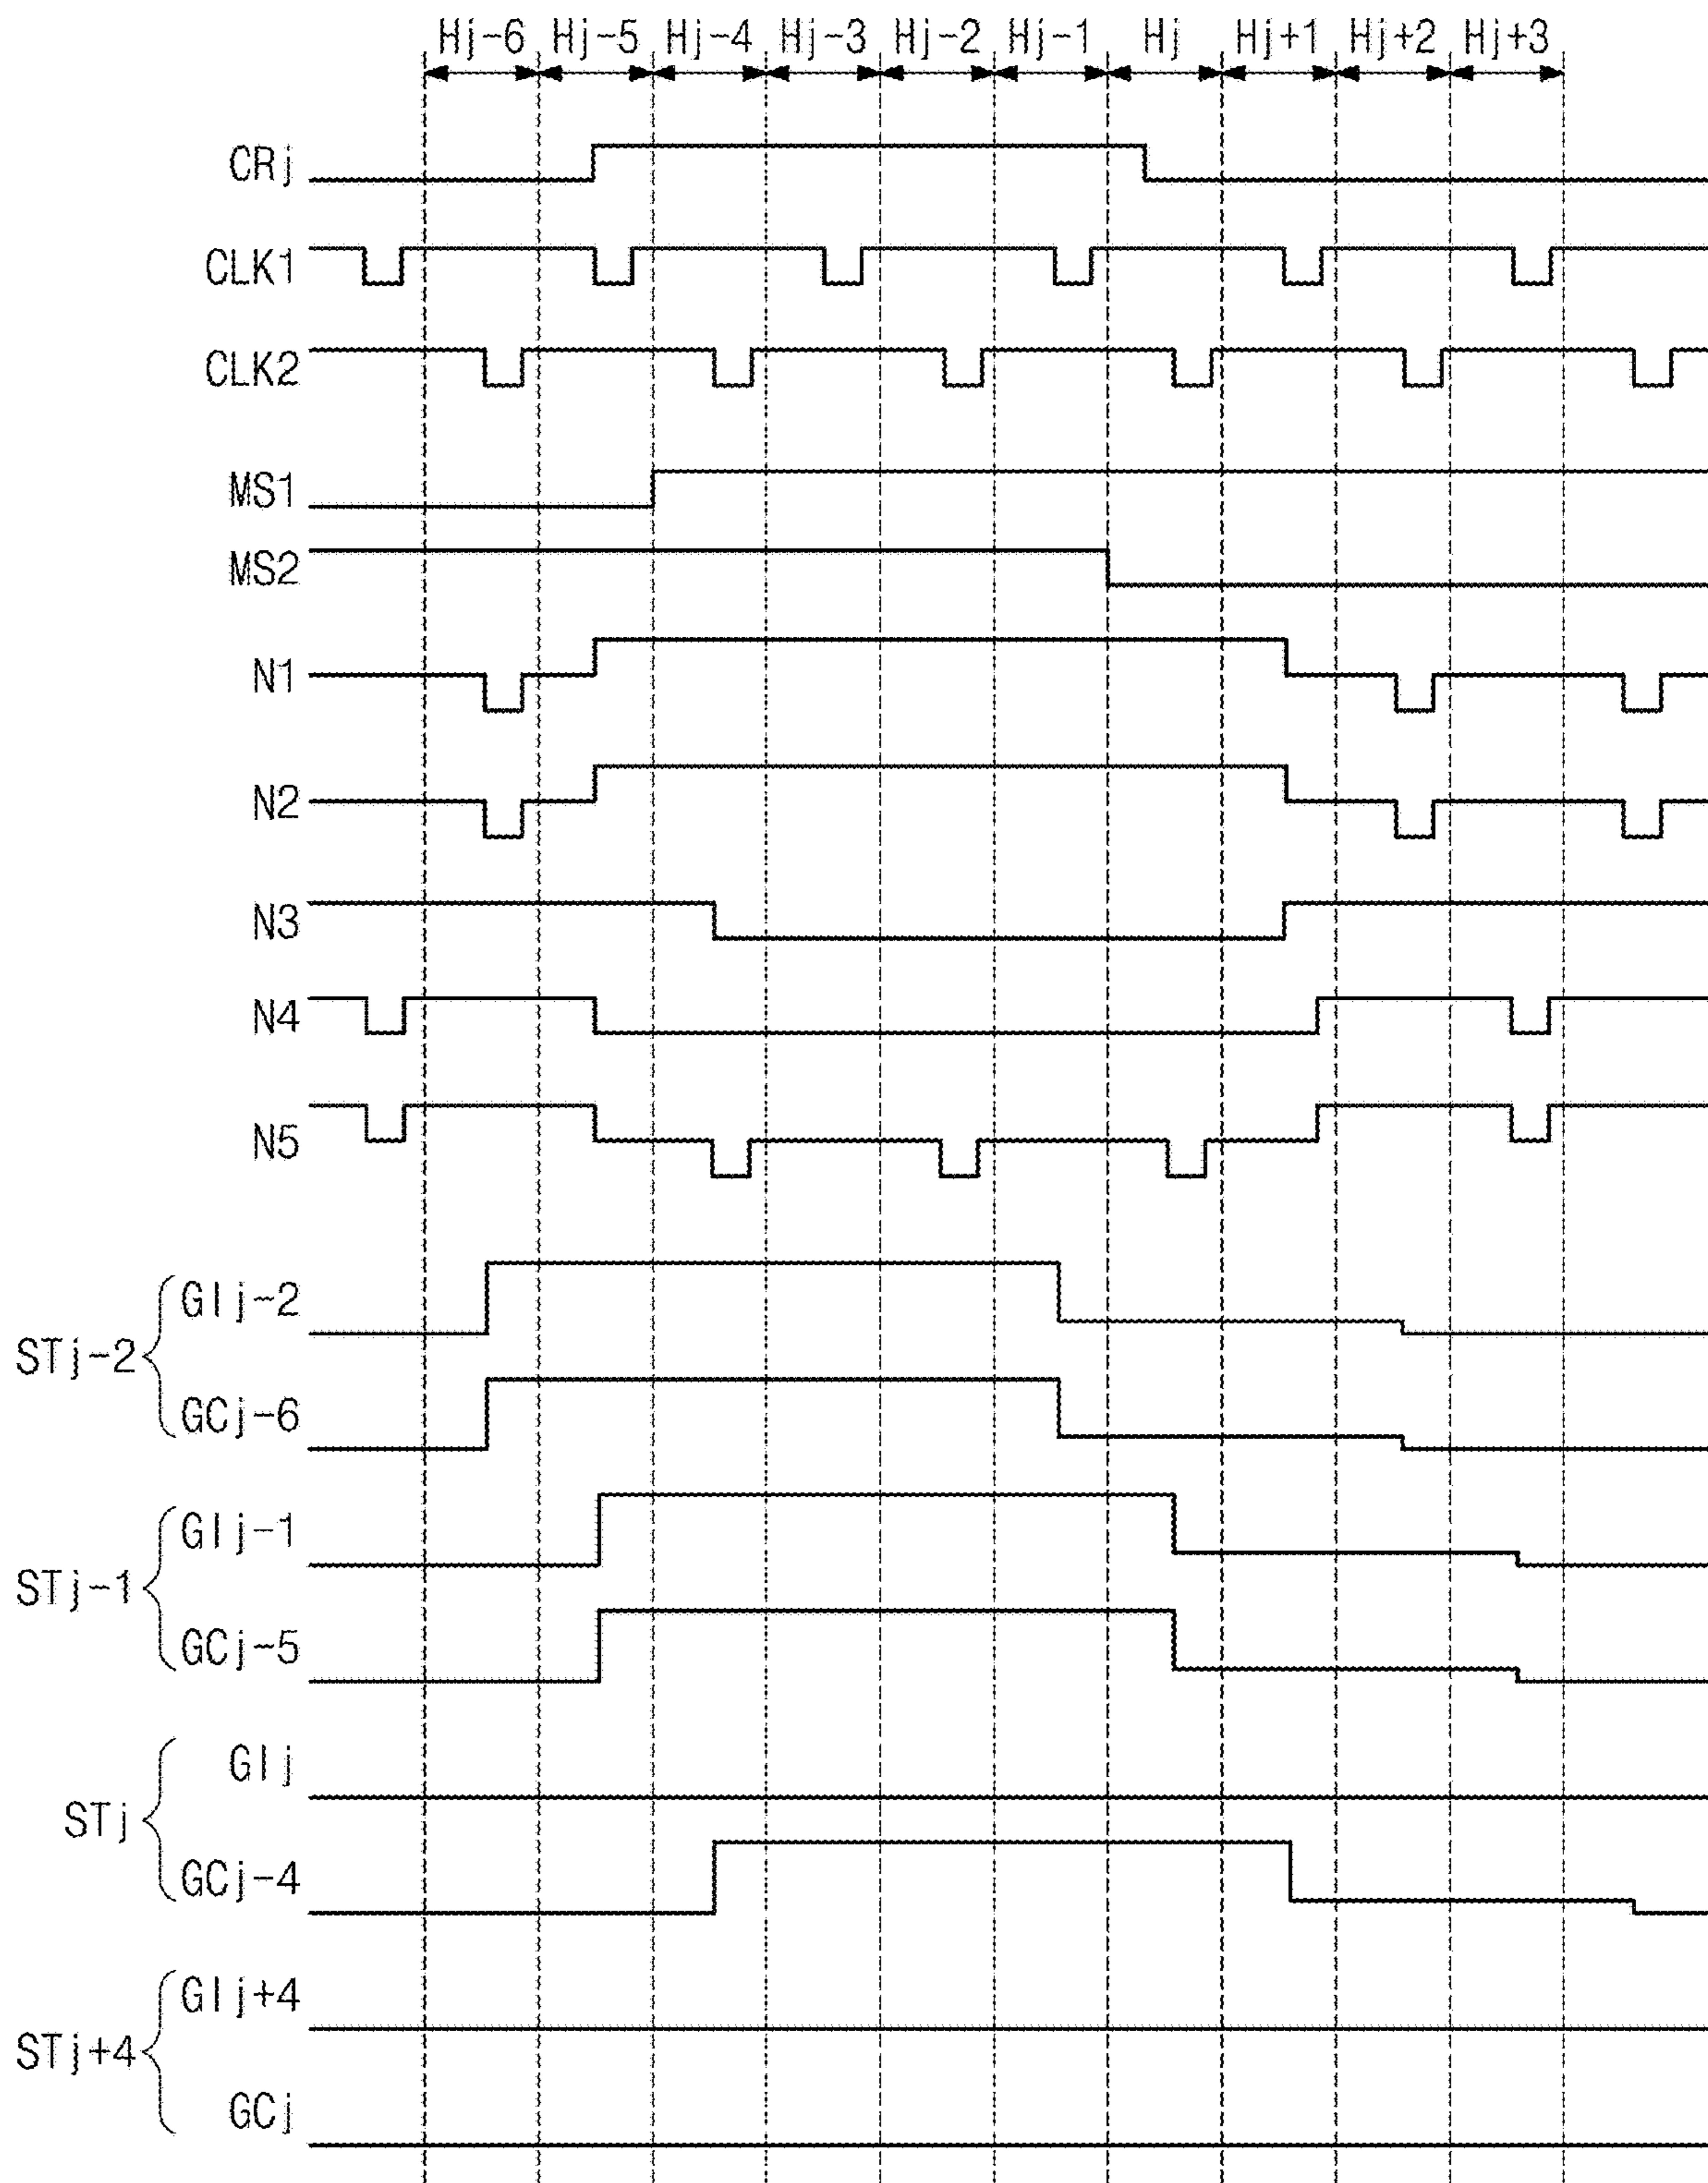 Hj-6 Hj-5 Hj-4 Hj-3 Hj-2 Hj-1 Hj Hj+1 Hj+2 Hj+3
CRj
CLK1
CLK2
MS1
MS2
N1
N2
N3
N4
N5
STj-2
GIj-2
GCj-6
STj-1
GIj-1
GCj-5
STj
GIj
GCj-4
STj+4
GIj+4
GCj